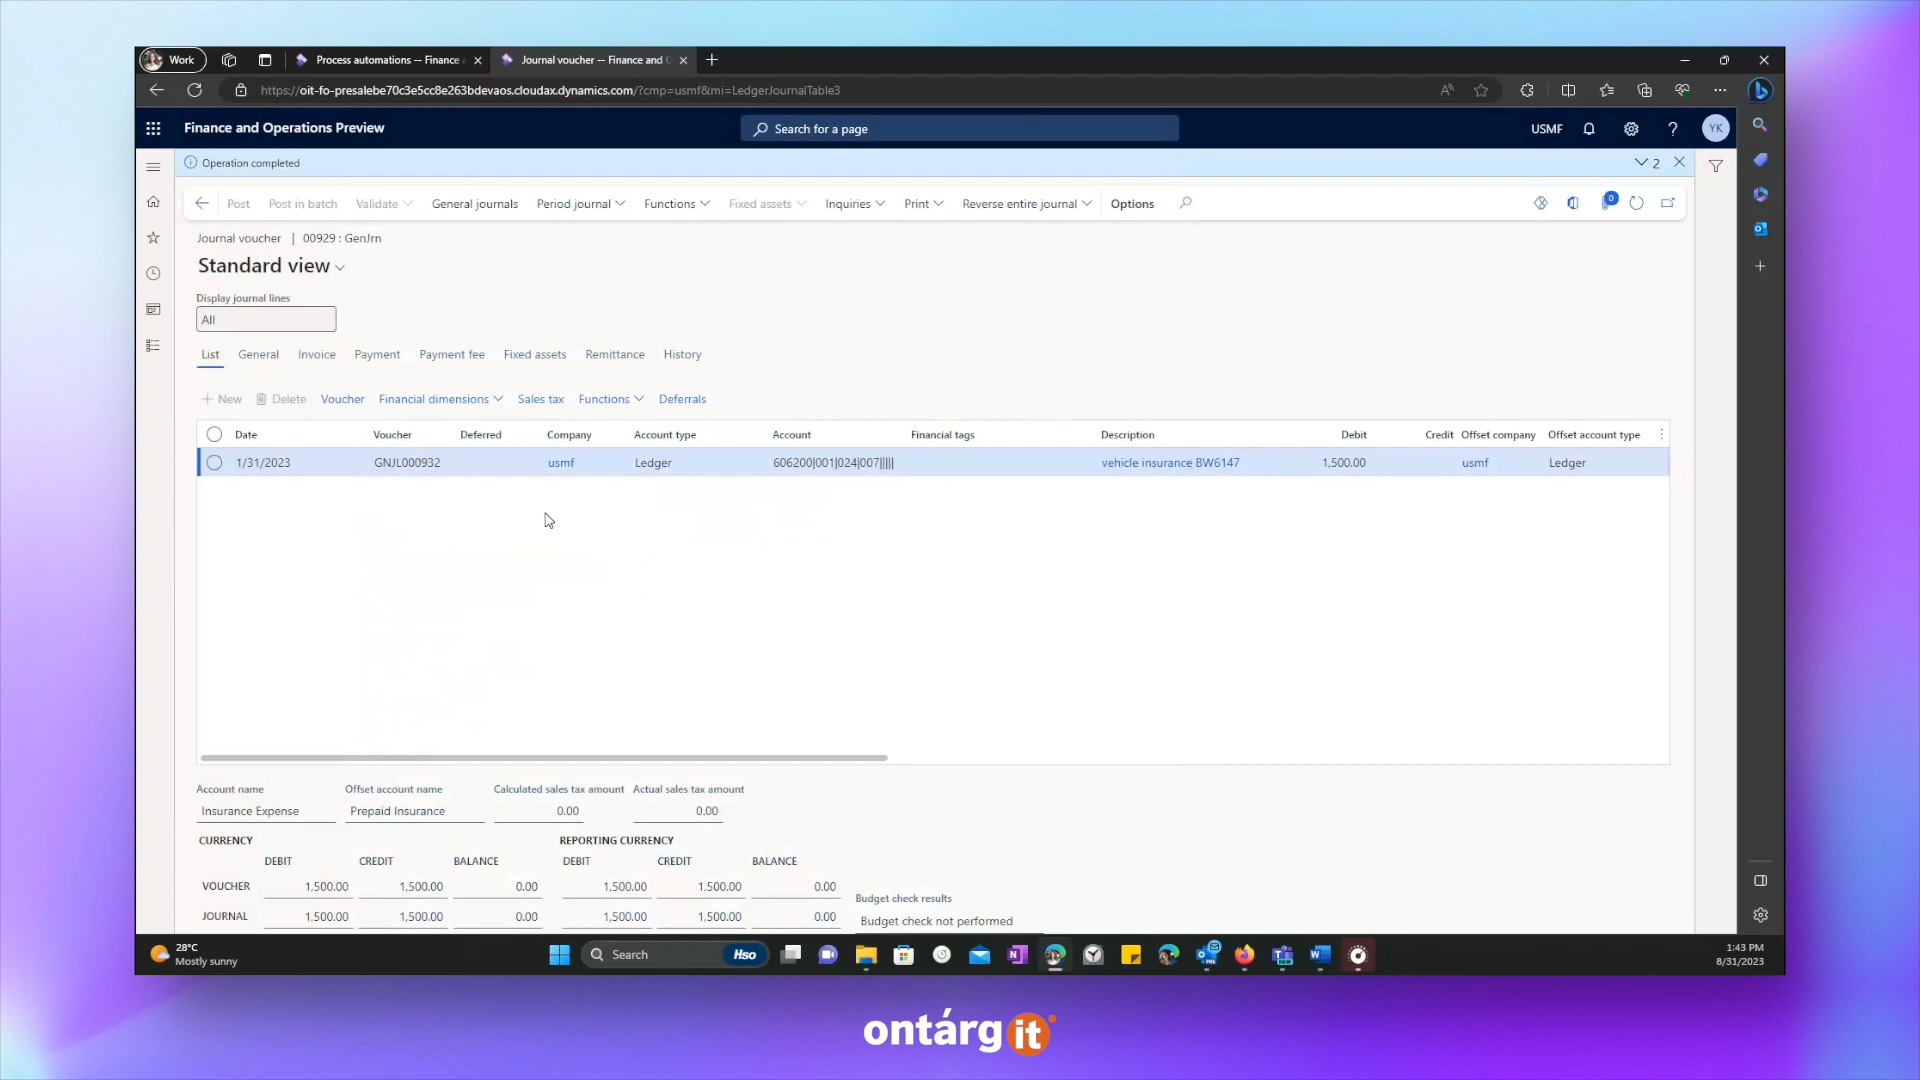 Work
Process automations -- Finance a
Journal voucher -- Finance and O
https://oit-fo-presalebe70c3e5cc8e263bdevaos.cloudax.dynamics.com/?cmp=usmf&mi=LedgerJournalTable3
Finance and Operations Preview
Search for a page
USMF
YK
Operation completed
2
Post
Post in batch
Validate
General journals
Period journal
Functions
Fixed assets
Inquiries
Print
Reverse entire journal
Options
0
Journal voucher | 00929 : GenJrn
Standard view
Display journal lines
All
List General Invoice Payment Payment fee Fixed assets Remittance History
New Delete Voucher Financial dimensions Sales tax Functions Deferrals
Date Voucher Deferred Company Account type Account Financial tags Description Debit Credit Offset company Offset account type
1/31/2023 GNJL000932 usmf Ledger 606200|001|024|007||||| vehicle insurance BW6147 1,500.00 usmf Ledger
Account name Offset account name Calculated sales tax amount Actual sales tax amount
Insurance Expense Prepaid Insurance 0.00 0.00
CURRENCY REPORTING CURRENCY
DEBIT CREDIT BALANCE DEBIT CREDIT BALANCE
VOUCHER 1,500.00 1,500.00 0.00 1,500.00 1,500.00 0.00
Budget check results
JOURNAL 1,500.00 1,500.00 0.00 1,500.00 1,500.00 0.00
Budget check not performed
28°C
Mostly sunny
Search
Hso
1:43 PM
8/31/2023
ontárgit